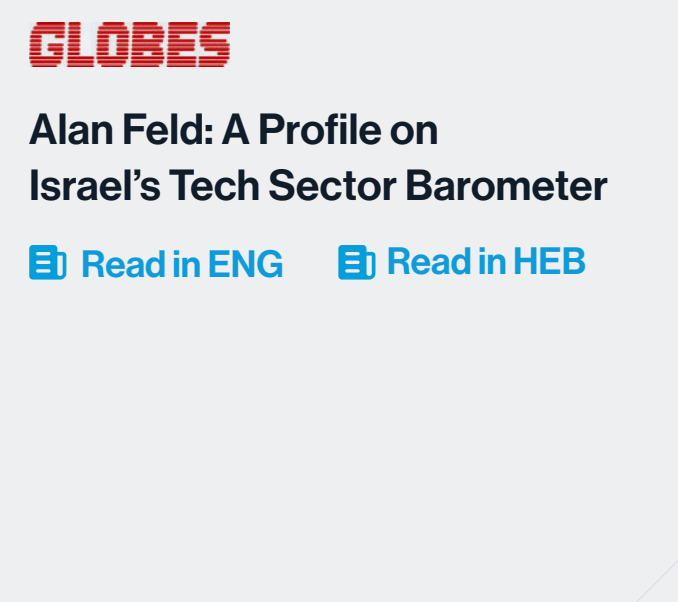 GLOBES
Alan Feld: A Profile on
Israel’s Tech Sector Barometer
Read in ENG
Read in HEB